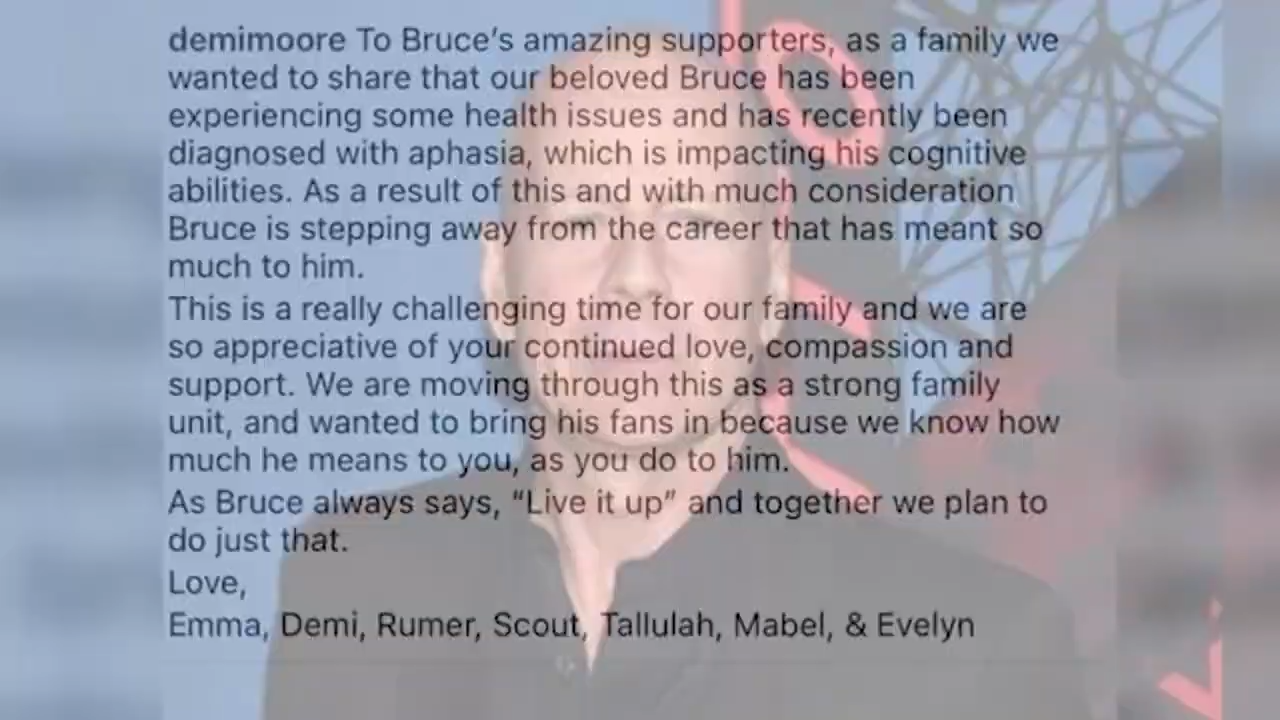 demimoore To Bruce’s amazing supporters, as a family we
wanted to share that our beloved Bruce has been
experiencing some health issues and has recently been
diagnosed with aphasia, which is impacting his cognitive
abilities. As a result of this and with much consideration
Bruce is stepping away from the career that has meant so
much to him.
This is a really challenging time for our family and we are
so appreciative of your continued love, compassion and
support. We are moving through this as a strong family
unit, and wanted to bring his fans in because we know how
much he means to you, as you do to him.
As Bruce always says, “Live it up” and together we plan to
do just that.
Love,
Emma, Demi, Rumer, Scout, Tallulah, Mabel, & Evelyn